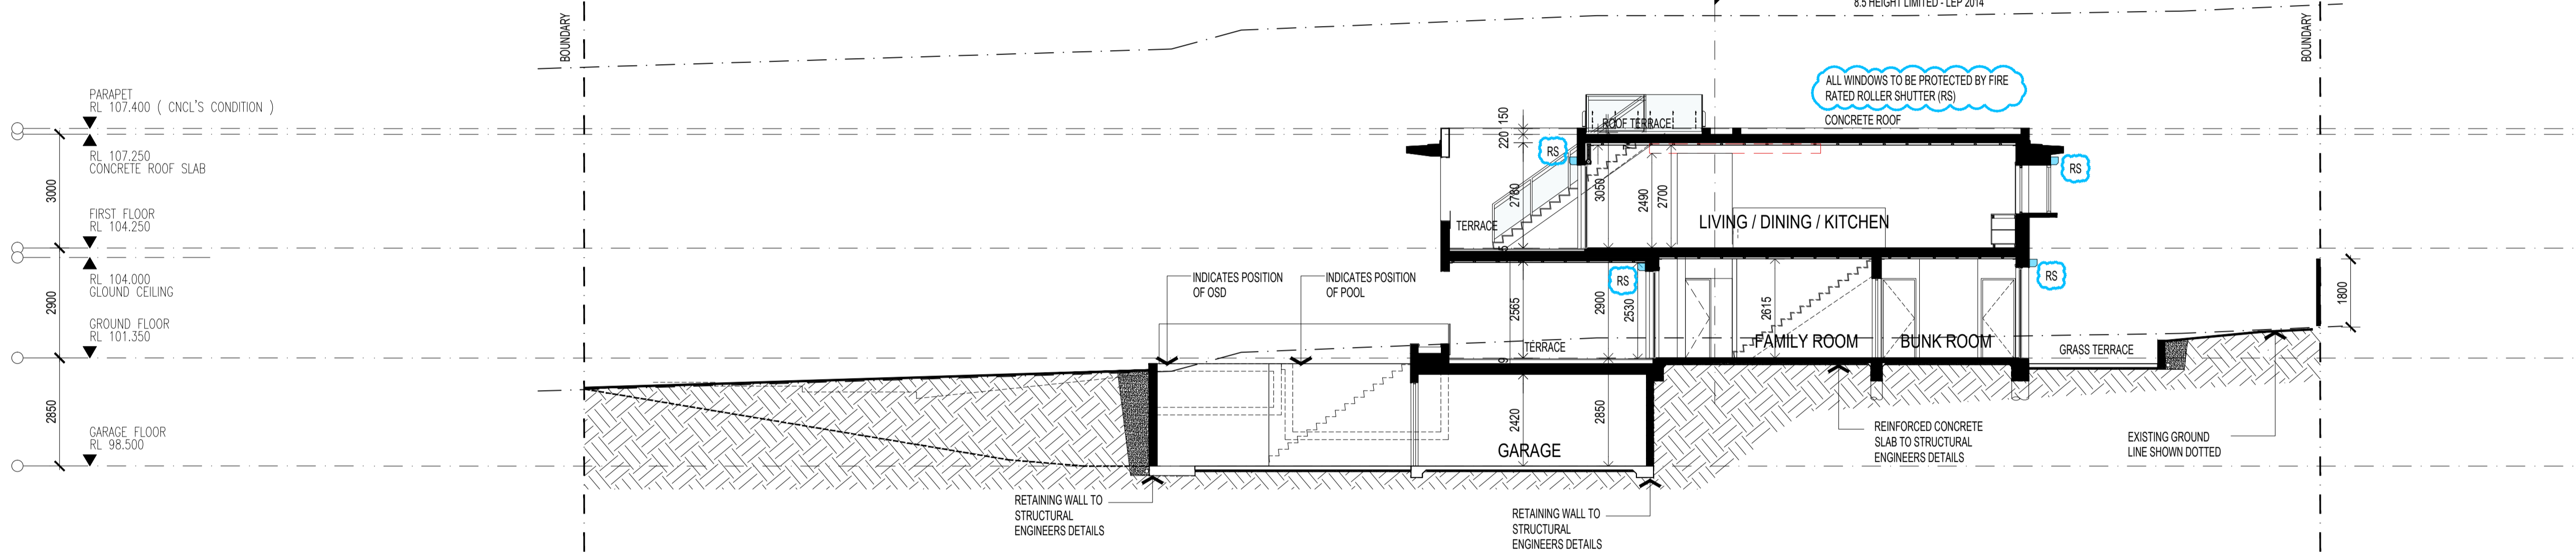 8.5 HEIGHT LIMITED - LEP 2014
BOUNDARY
BOUNDARY
ALL WINDOWS TO BE PROTECTED BY FIRE
RATED ROLLER SHUTTER (RS)
CONCRETE ROOF
PARAPET
RL 107.400 ( CNCL'S CONDITION )
RL 107.250
CONCRETE ROOF SLAB
3000
FIRST FLOOR
RL 104.250
RL 104.000
GLOUND CEILING
2900
GROUND FLOOR
RL 101.350
2850
GARAGE FLOOR
RL 98.500
150
220
ROOF TERRACE
RS
RS
2780
3050
2490
2700
TERRACE
LIVING / DINING / KITCHEN
INDICATES POSITION
OF OSD
INDICATES POSITION
OF POOL
RS
RS
2565
2900
2530
2615
1800
TERRACE
FAMILY ROOM
BUNK ROOM
GRASS TERRACE
2420
2850
GARAGE
REINFORCED CONCRETE
SLAB TO STRUCTURAL
ENGINEERS DETAILS
EXISTING GROUND
LINE SHOWN DOTTED
RETAINING WALL TO
STRUCTURAL
ENGINEERS DETAILS
RETAINING WALL TO
STRUCTURAL
ENGINEERS DETAILS